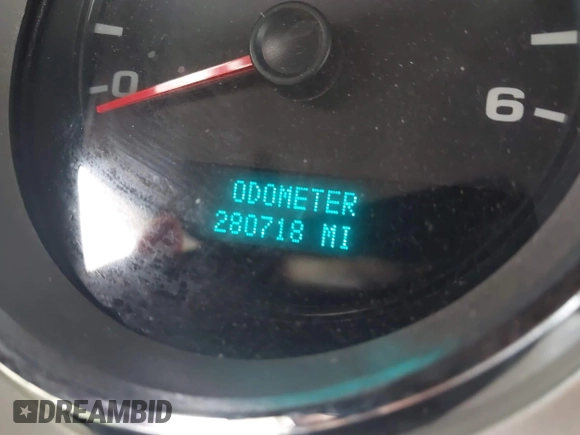 0
6
ODOMETER
280718 MI
DREAMBID